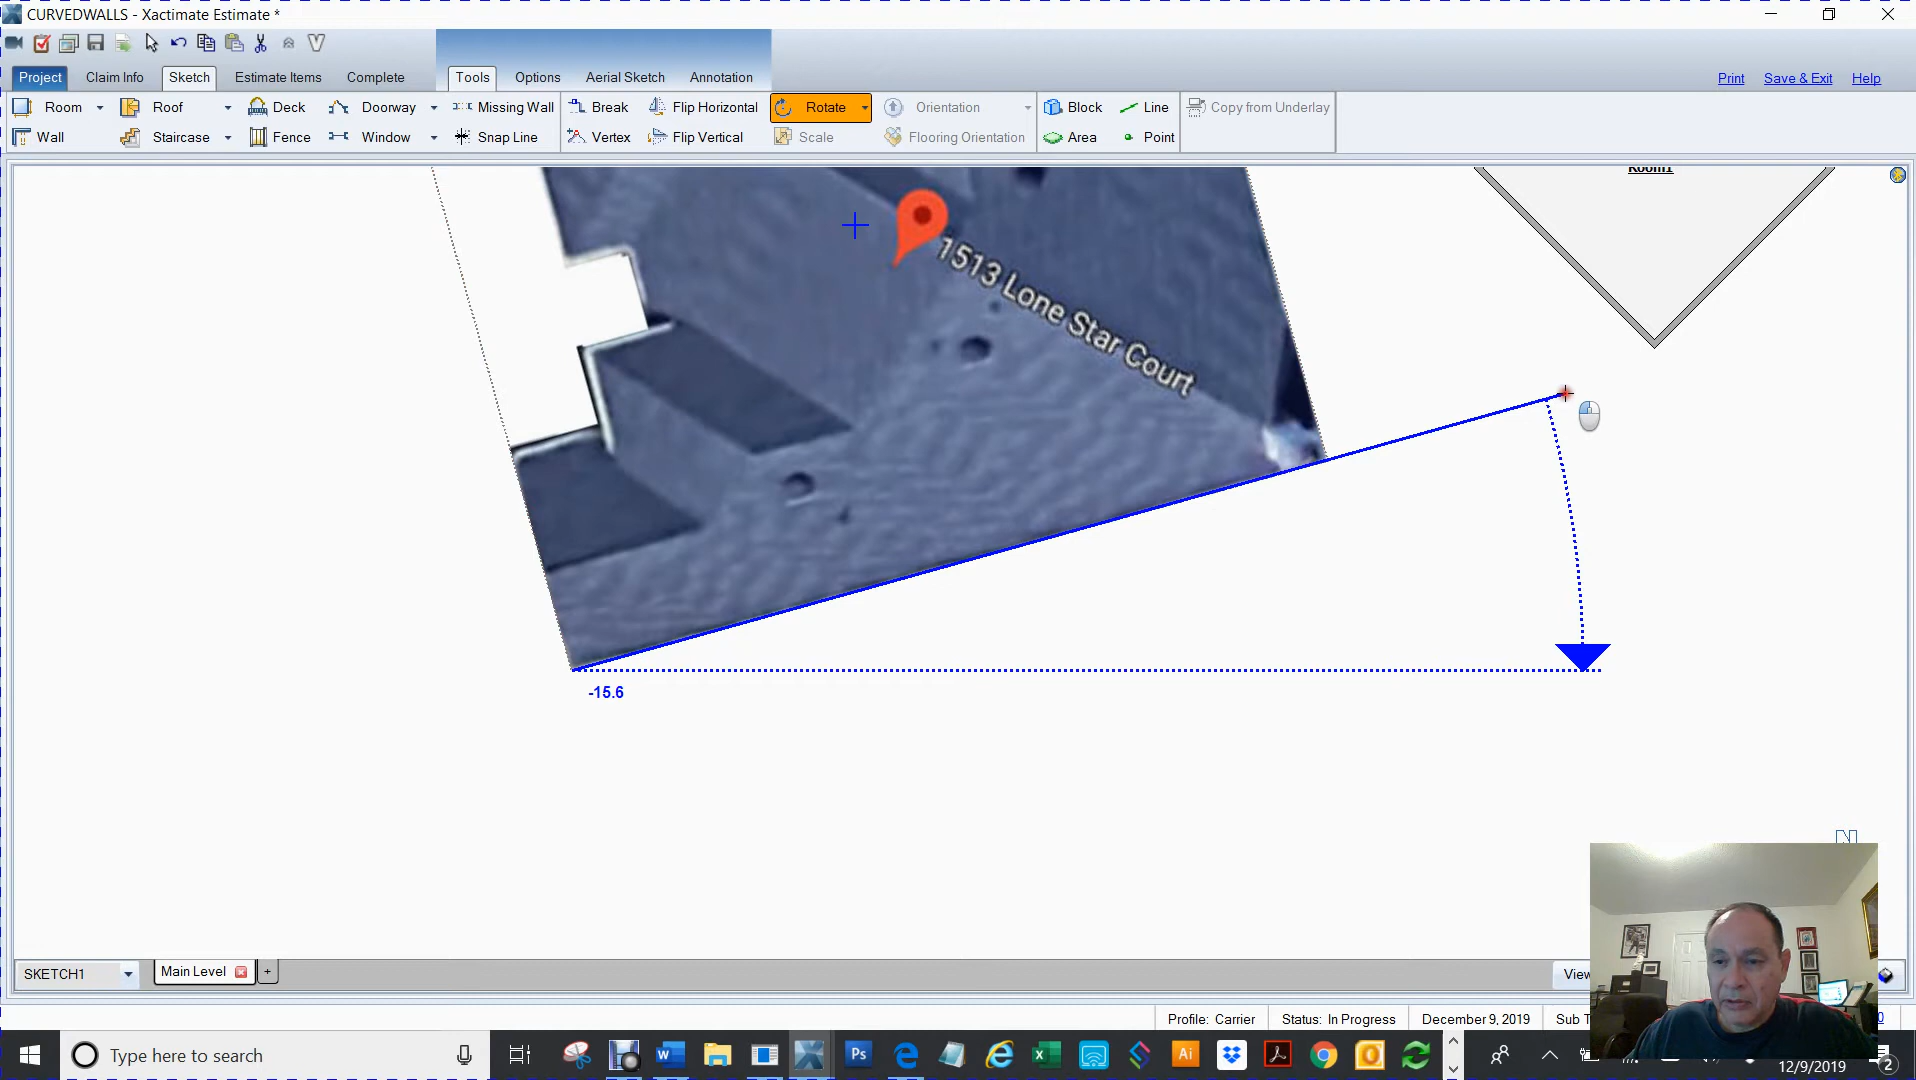 CURVEDWALLS - Xactimate Estimate *
Project Claim Info Sketch Estimate Items Complete Tools Options Aerial Sketch Annotation Print Save & Exit Help
Room Roof Deck Doorway Missing Wall Break Flip Horizontal Rotate Orientation Block Line Copy from Underlay
Wall Staircase Fence Window Snap Line Vertex Flip Vertical Scale Flooring Orientation Area Point
Room1
1513 Lone Star Court
-15.6
N
SKETCH1 Main Level +
Profile: Carrier Status: In Progress December 9, 2019
Type here to search
12/9/2019
2